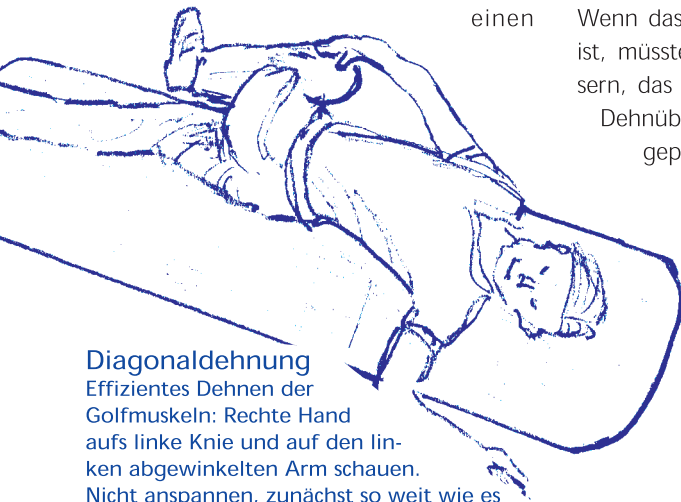 einen
Wenn das
ist, müsste
sern, das
Dehnüb
gep
Diagonaldehnung
Effizientes Dehnen der
Golfmuskeln: Rechte Hand
aufs linke Knie und auf den lin-
ken abgewinkelten Arm schauen.
Nicht anspannen, zunächst so weit wie es